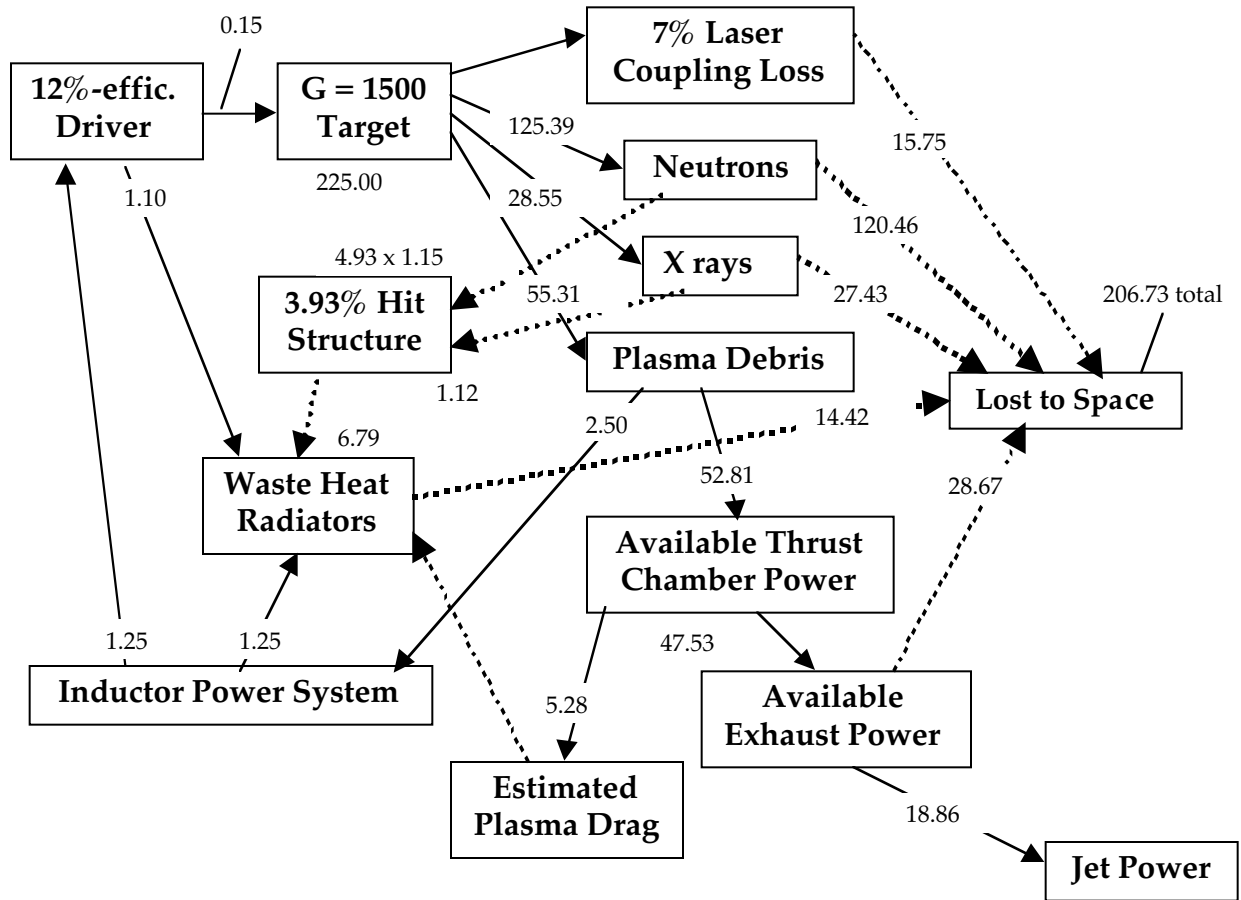 0.15
7% Laser
Coupling Loss
12%-effic.
Driver
G = 1500
Target
125.39
15.75
Neutrons
225.00
1.10
28.55
120.46
4.93 x 1.15
X rays
3.93% Hit
Structure
55.31
27.43
206.73 total
Plasma Debris
1.12
Lost to Space
2.50
14.42
6.79
Waste Heat
Radiators
52.81
28.67
Available Thrust
Chamber Power
1.25
1.25
47.53
Inductor Power System
5.28
Available
Exhaust Power
Estimated
Plasma Drag
18.86
Jet Power